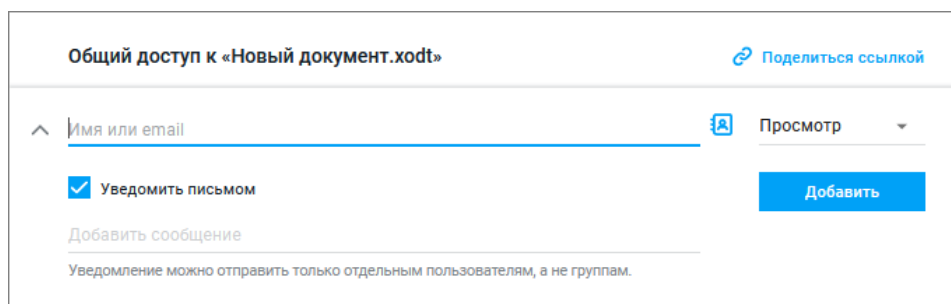 Общий доступ к «Новый документ.xodt»
Поделиться ссылкой
Имя или email
Просмотр
Уведомить письмом
Добавить
Добавить сообщение
Уведомление можно отправить только отдельным пользователям, а не группам.